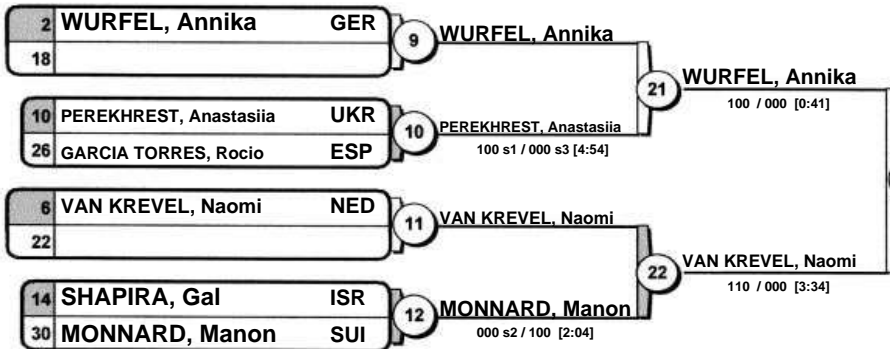 2 WURFEL, Annika GER
18
9
WURFEL, Annika
10 PEREKHREST, Anastasiia UKR
26 GARCIA TORRES, Rocio ESP
10
PEREKHREST, Anastasiia
100 s1 / 000 s3 [4:54]
21
WURFEL, Annika
100 / 000 [0:41]
6 VAN KREVEL, Naomi NED
22
11
VAN KREVEL, Naomi
14 SHAPIRA, Gal ISR
30 MONNARD, Manon SUI
12
MONNARD, Manon
000 s2 / 100 [2:04]
22
VAN KREVEL, Naomi
110 / 000 [3:34]